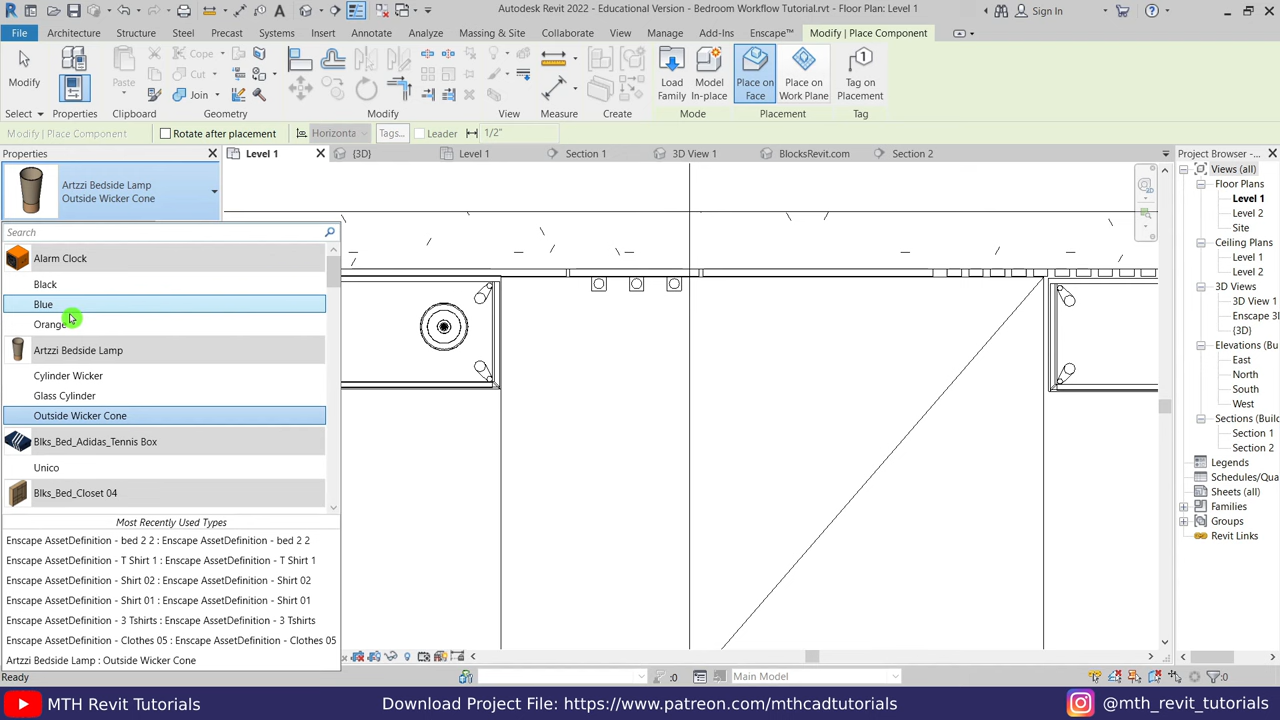 Autodesk Revit 2022 - Educational Version - Bedroom Workflow Tutorial.rvt - Floor Plan: Level 1
Sign In
File Architecture Structure Steel Precast Systems Insert Annotate Analyze Massing & Site Collaborate View Manage Add-Ins Enscape™ Modify | Place Component
Modify
Paste
Cope
Cut
Join
Load Family
Model In-place
Place on Face
Place on Work Plane
Tag on Placement
Select Properties Clipboard Geometry Modify View Measure Create Mode Placement Tag
Modify | Place Component
Rotate after placement
Horizonta
Tags...
Leader
1/2"
Properties
Level 1
{3D}
Level 1
Section 1
3D View 1
BlocksRevit.com
Section 2
Project Browser -
Artzzi Bedside Lamp
Outside Wicker Cone
Search
Alarm Clock
Black
Blue
Orange
Artzzi Bedside Lamp
Cylinder Wicker
Glass Cylinder
Outside Wicker Cone
Blks_Bed_Adidas_Tennis Box
Unico
Blks_Bed_Closet 04
Most Recently Used Types
Enscape AssetDefinition - bed 2 2 : Enscape AssetDefinition - bed 2 2
Enscape AssetDefinition - T Shirt 1 : Enscape AssetDefinition - T Shirt 1
Enscape AssetDefinition - Shirt 02 : Enscape AssetDefinition - Shirt 02
Enscape AssetDefinition - Shirt 01 : Enscape AssetDefinition - Shirt 01
Enscape AssetDefinition - 3 Tshirts : Enscape AssetDefinition - 3 Tshirts
Enscape AssetDefinition - Clothes 05 : Enscape AssetDefinition - Clothes 05
Artzzi Bedside Lamp : Outside Wicker Cone
Views (all)
Floor Plans
Level 1
Level 2
Site
Ceiling Plans
Level 1
Level 2
3D Views
3D View 1
Enscape 3
{3D}
Elevations (Bu
East
North
South
West
Sections (Builc
Section 1
Section 2
Legends
Schedules/Qua
Sheets (all)
Families
Groups
Revit Links
Ready
:0
Main Model
:0
MTH Revit Tutorials
Download Project File: https://www.patreon.com/mthcadtutorials
@mth_revit_tutorials